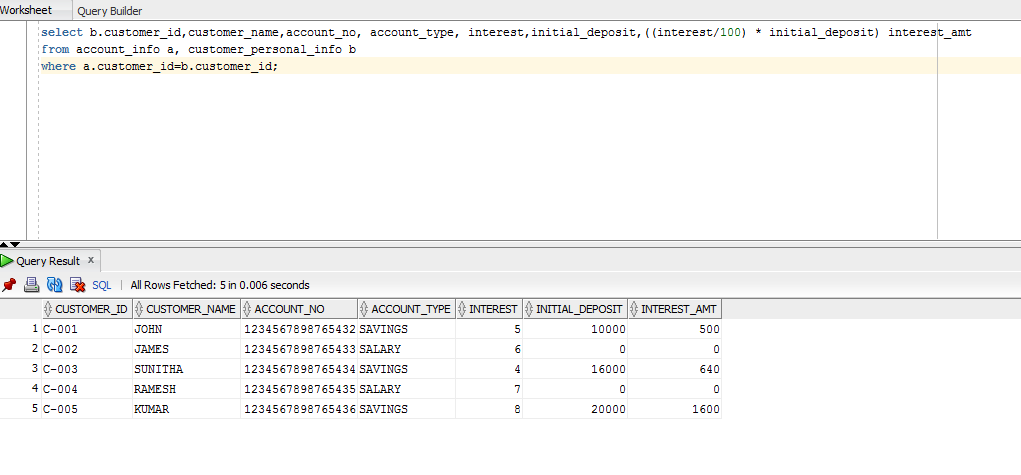 Worksheet Query Builder
select b.customer_id,customer_name,account_no, account_type, interest,initial_deposit,((interest/100) * initial_deposit) interest_amt
from account_info a, customer_personal_info b
where a.customer_id=b.customer_id;
Query Result x
SQL | All Rows Fetched: 5 in 0.006 seconds
CUSTOMER_ID CUSTOMER_NAME ACCOUNT_NO ACCOUNT_TYPE INTEREST INITIAL_DEPOSIT INTEREST_AMT
1 C-001 JOHN 1234567898765432 SAVINGS 5 10000 500
2 C-002 JAMES 1234567898765433 SALARY 6 0 0
3 C-003 SUNITHA 1234567898765434 SAVINGS 4 16000 640
4 C-004 RAMESH 1234567898765435 SALARY 7 0 0
5 C-005 KUMAR 1234567898765436 SAVINGS 8 20000 1600